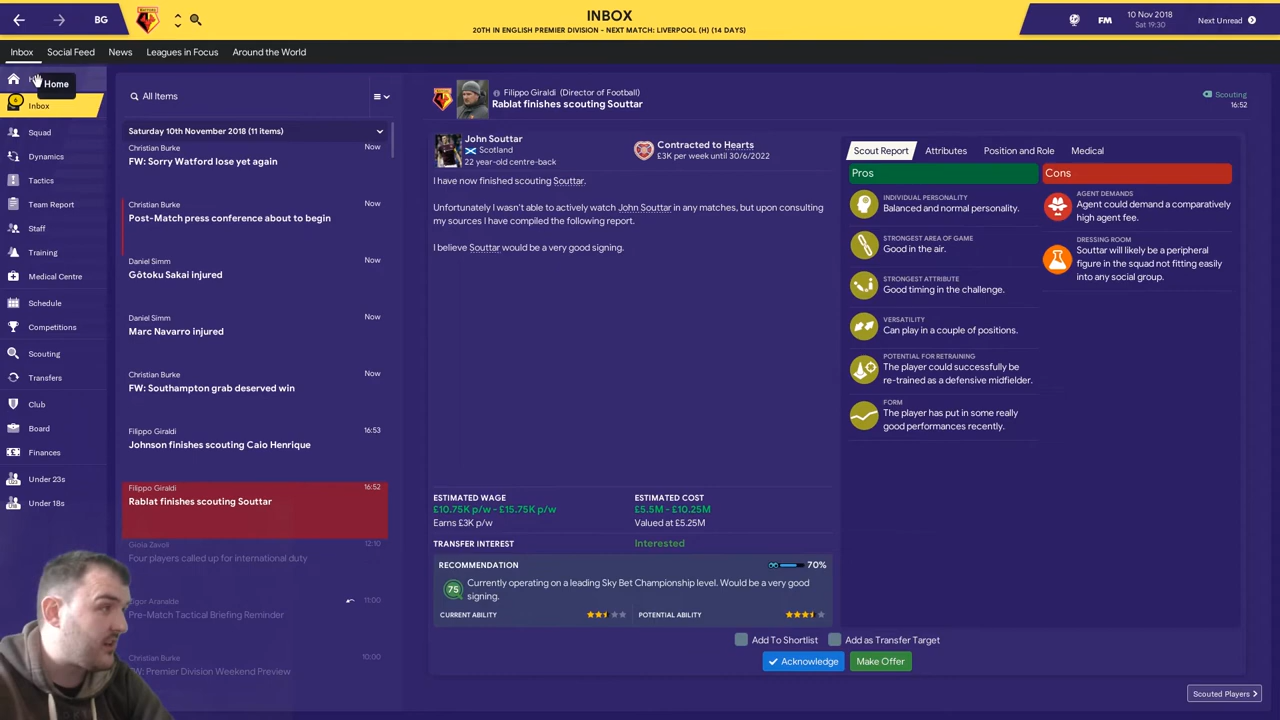 BG
INBOX
20TH IN ENGLISH PREMIER DIVISION - NEXT MATCH: LIVERPOOL (H) (14 DAYS)
FM
10 Nov 2018
Sat 19:30
Next Unread
Inbox
Social Feed
News
Leagues in Focus
Around the World
Home
Inbox
Squad
Dynamics
Tactics
Team Report
Staff
Training
Medical Centre
Schedule
Competitions
Scouting
Transfers
Club
Board
Finances
Under 23s
Under 18s
All Items
Saturday 10th November 2018 (11 items)
Christian Burke
Now
FW: Sorry Watford lose yet again
Christian Burke
Now
Post-Match press conference about to begin
Daniel Simm
Now
Gôtoku Sakai injured
Daniel Simm
Now
Marc Navarro injured
Christian Burke
Now
FW: Southampton grab deserved win
Filippo Giraldi
16:53
Johnson finishes scouting Caio Henrique
Filippo Giraldi
16:52
Rablat finishes scouting Souttar
Gioia Zavoli
12:10
Four players called up for international duty
Zigor Aranalde
11:00
Pre-Match Tactical Briefing Reminder
Christian Burke
10:00
FW: Premier Division Weekend Preview
Filippo Giraldi (Director of Football)
Rablat finishes scouting Souttar
Scouting
16:52
John Souttar
Scotland
22 year-old centre-back
Contracted to Hearts
£3K per week until 30/6/2022
I have now finished scouting Souttar.
Unfortunately I wasn't able to actively watch John Souttar in any matches, but upon consulting
my sources I have compiled the following report.
I believe Souttar would be a very good signing.
ESTIMATED WAGE
£10.75K p/w - £15.75K p/w
Earns £3K p/w
ESTIMATED COST
£5.5M - £10.25M
Valued at £5.25M
TRANSFER INTEREST
Interested
RECOMMENDATION
70%
75
Currently operating on a leading Sky Bet Championship level. Would be a very good
signing.
CURRENT ABILITY
POTENTIAL ABILITY
Add To Shortlist
Add as Transfer Target
Acknowledge
Make Offer
Scout Report
Attributes
Position and Role
Medical
Pros
INDIVIDUAL PERSONALITY
Balanced and normal personality.
STRONGEST AREA OF GAME
Good in the air.
STRONGEST ATTRIBUTE
Good timing in the challenge.
VERSATILITY
Can play in a couple of positions.
POTENTIAL FOR RETRAINING
The player could successfully be
re-trained as a defensive midfielder.
FORM
The player has put in some really
good performances recently.
Cons
AGENT DEMANDS
Agent could demand a comparatively
high agent fee.
DRESSING ROOM
Souttar will likely be a peripheral
figure in the squad not fitting easily
into any social group.
Scouted Players